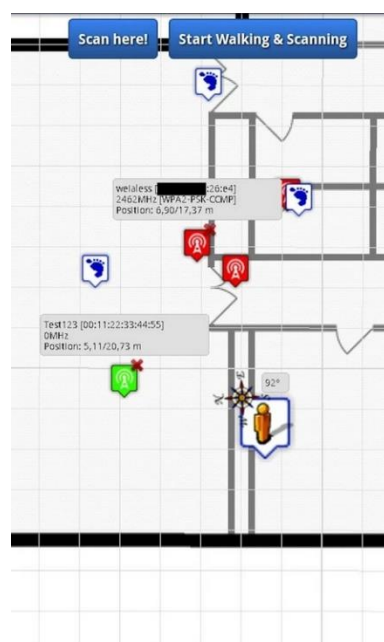 Scan here!
Start Walking & Scanning
welaless [ :26:e4]
2462MHz [WPA2-PSK-CCMP]
Position: 6,90/17,37 m
Test123 [00:11:22:33:44:55]
0MHz
Position: 5,11/20,73 m
92°